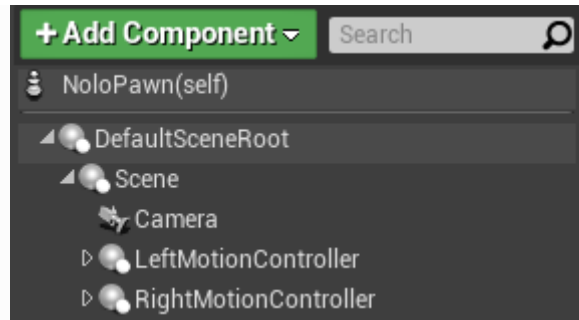 + Add Component
Search
NoloPawn(self)
DefaultSceneRoot
Scene
Camera
LeftMotionController
RightMotionController